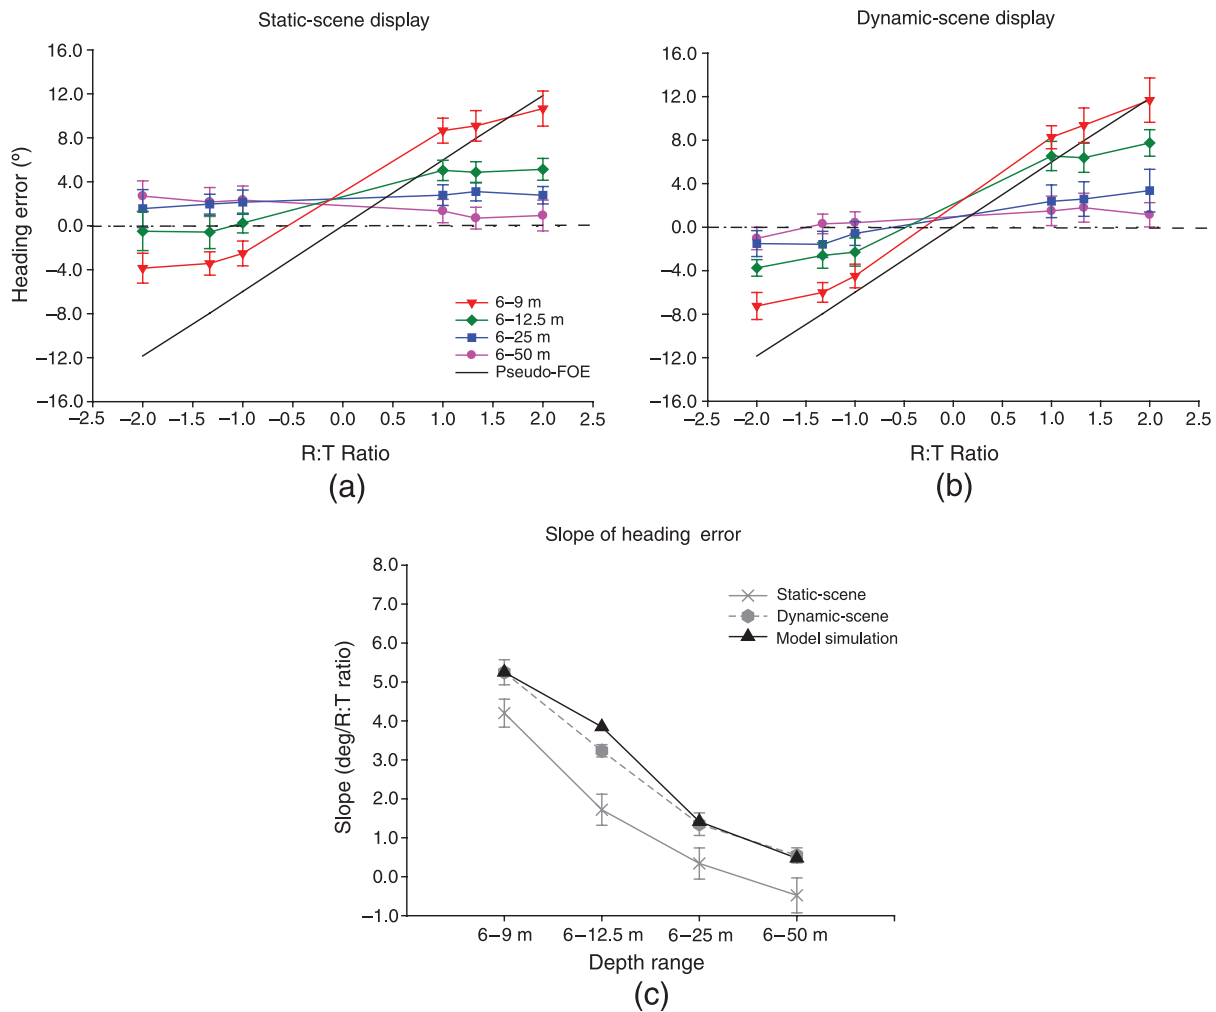 Static-scene display
16.0
12.0
8.0
4.0
0.0
−4.0
−8.0
−12.0
−16.0
Heading error (º)
−2.5 −2.0 −1.5 −1.0 −0.5 0.0 0.5 1.0 1.5 2.0 2.5
R:T Ratio
6−9 m
6−12.5 m
6−25 m
6−50 m
Pseudo-FOE
(a)
Dynamic-scene display
16.0
12.0
8.0
4.0
0.0
−4.0
−8.0
−12.0
−16.0
−2.5 −2.0 −1.5 −1.0 −0.5 0.0 0.5 1.0 1.5 2.0 2.5
R:T Ratio
(b)
Slope of heading error
8.0
7.0
6.0
5.0
4.0
3.0
2.0
1.0
0.0
−1.0
Slope (deg/R:T ratio)
Static-scene
Dynamic-scene
Model simulation
6−9 m 6−12.5 m 6−25 m 6−50 m
Depth range
(c)